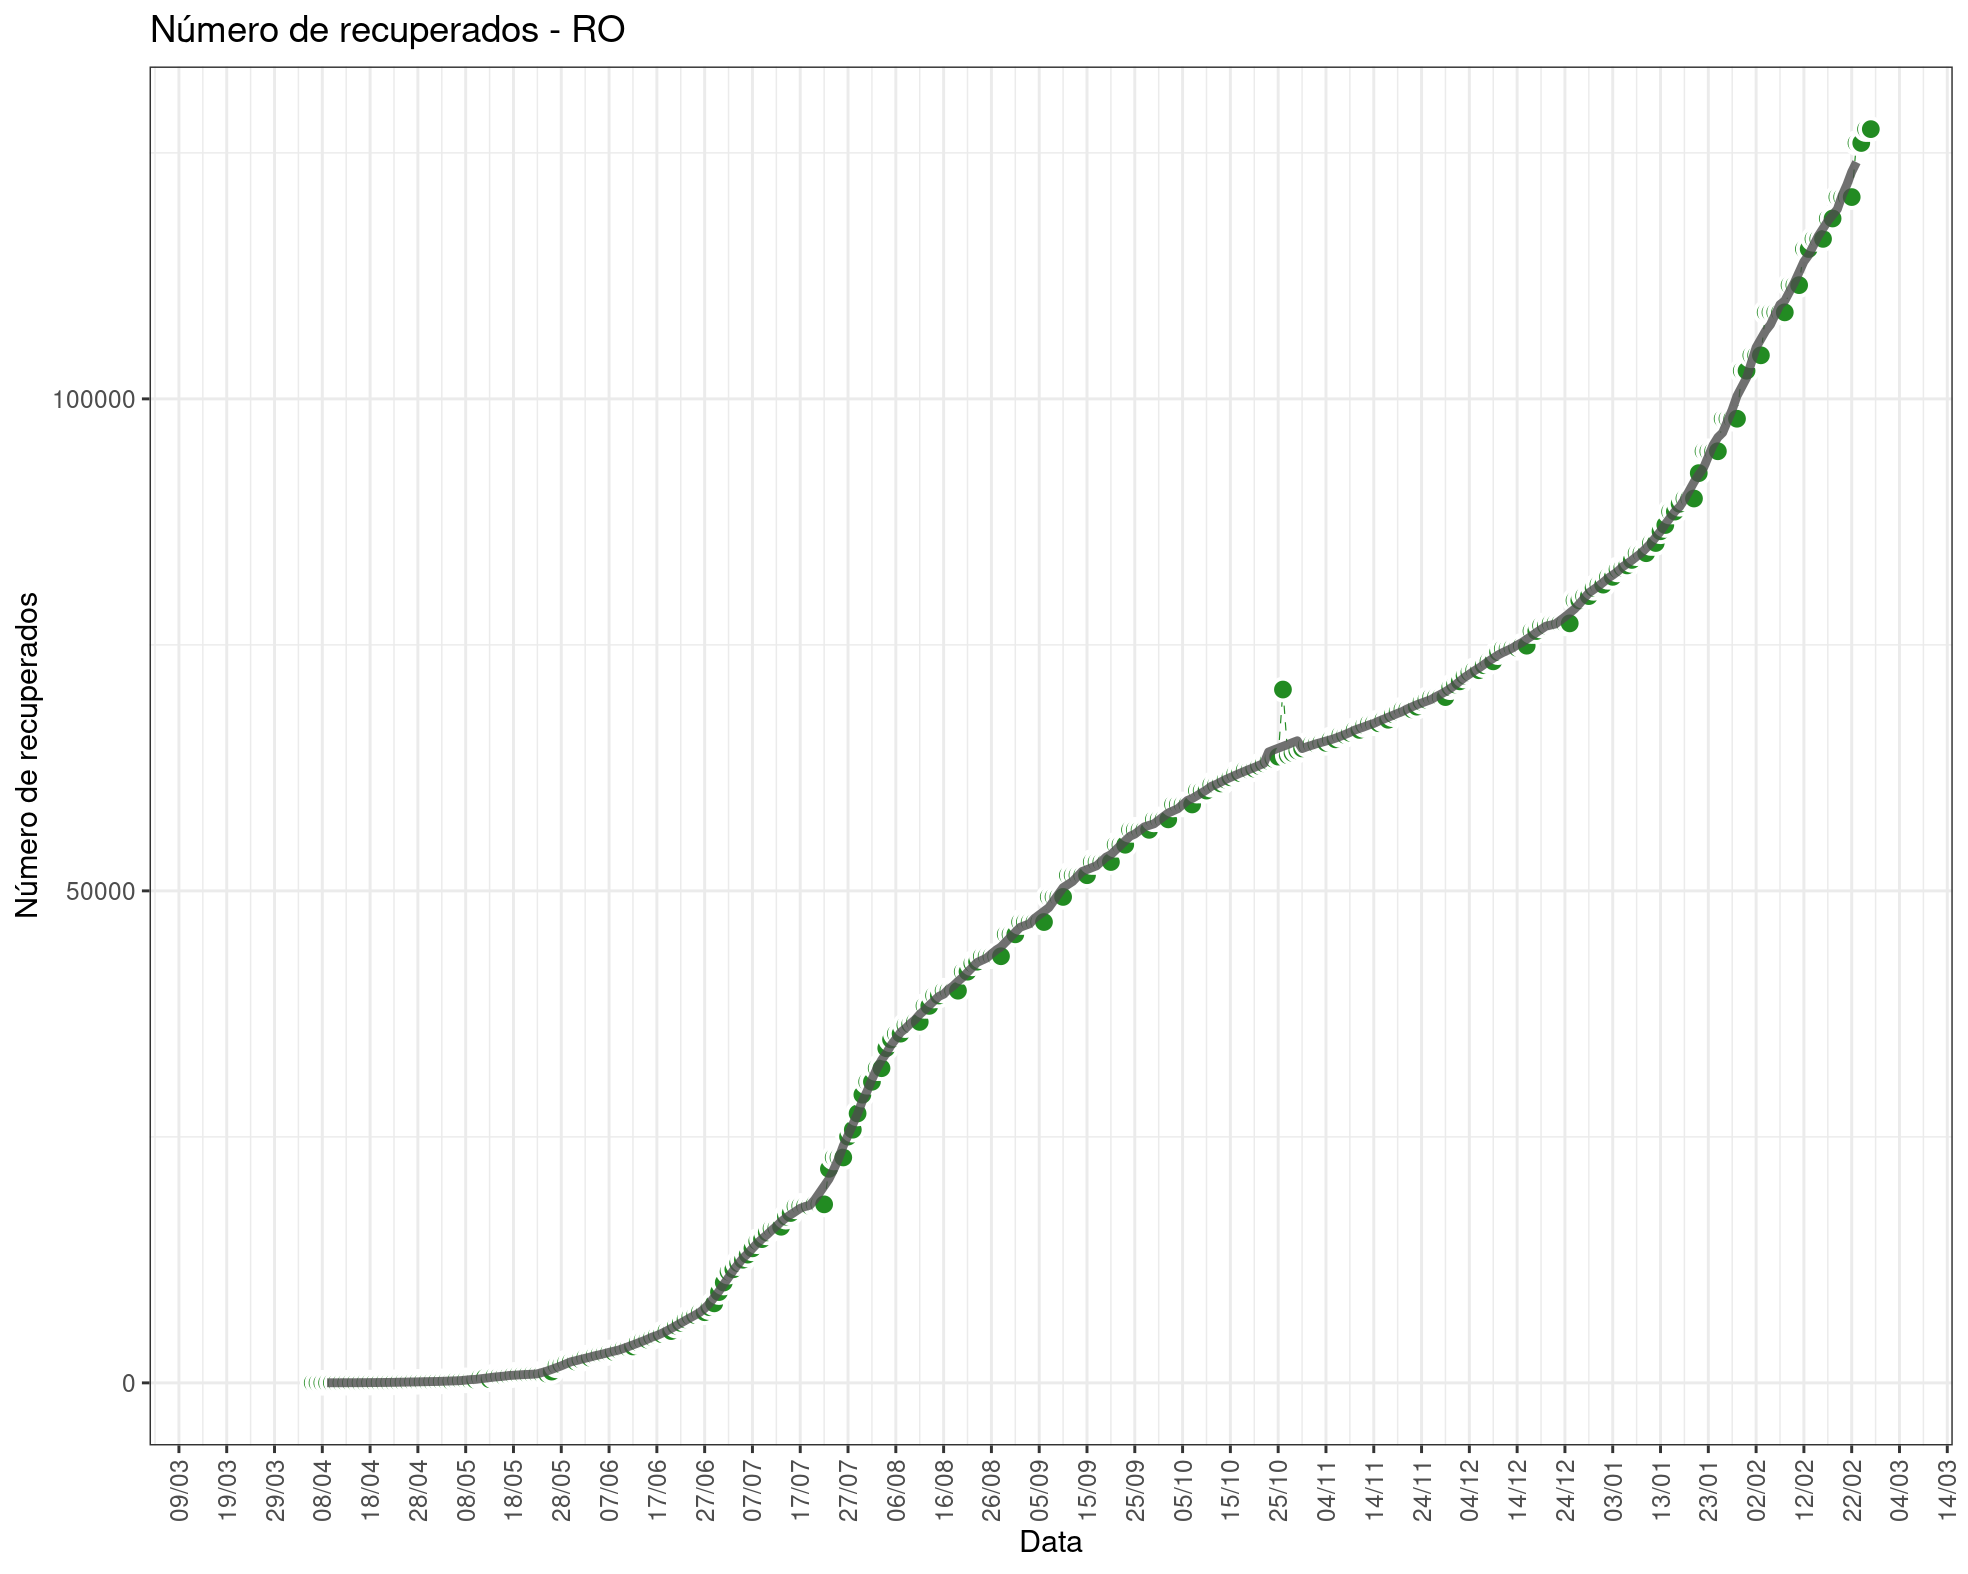 Número de recuperados - RO
Número de recuperados
100000
50000
0
09/03 19/03 29/03 08/04 18/04 28/04 08/05 18/05 28/05 07/06 17/06 27/06 07/07 17/07 27/07 06/08 16/08 26/08 05/09 15/09 25/09 05/10 15/10 25/10 04/11 14/11 24/11 04/12 14/12 24/12 03/01 13/01 23/01 02/02 12/02 22/02 04/03 14/03
Data